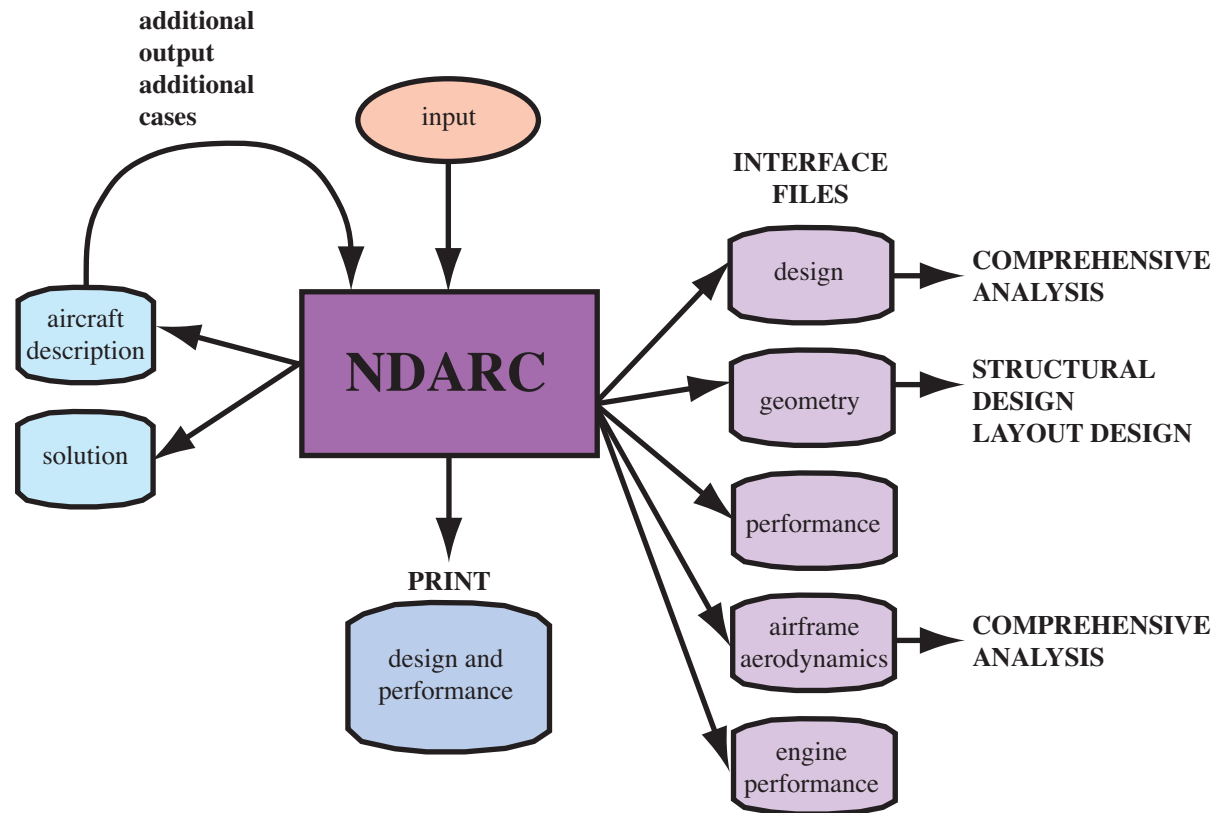 additional
output
additional
cases
input
INTERFACE
FILES
NDARC
aircraft
description
solution
PRINT
design and
performance
design
COMPREHENSIVE
ANALYSIS
geometry
STRUCTURAL
DESIGN
LAYOUT DESIGN
performance
airframe
aerodynamics
COMPREHENSIVE
ANALYSIS
engine
performance